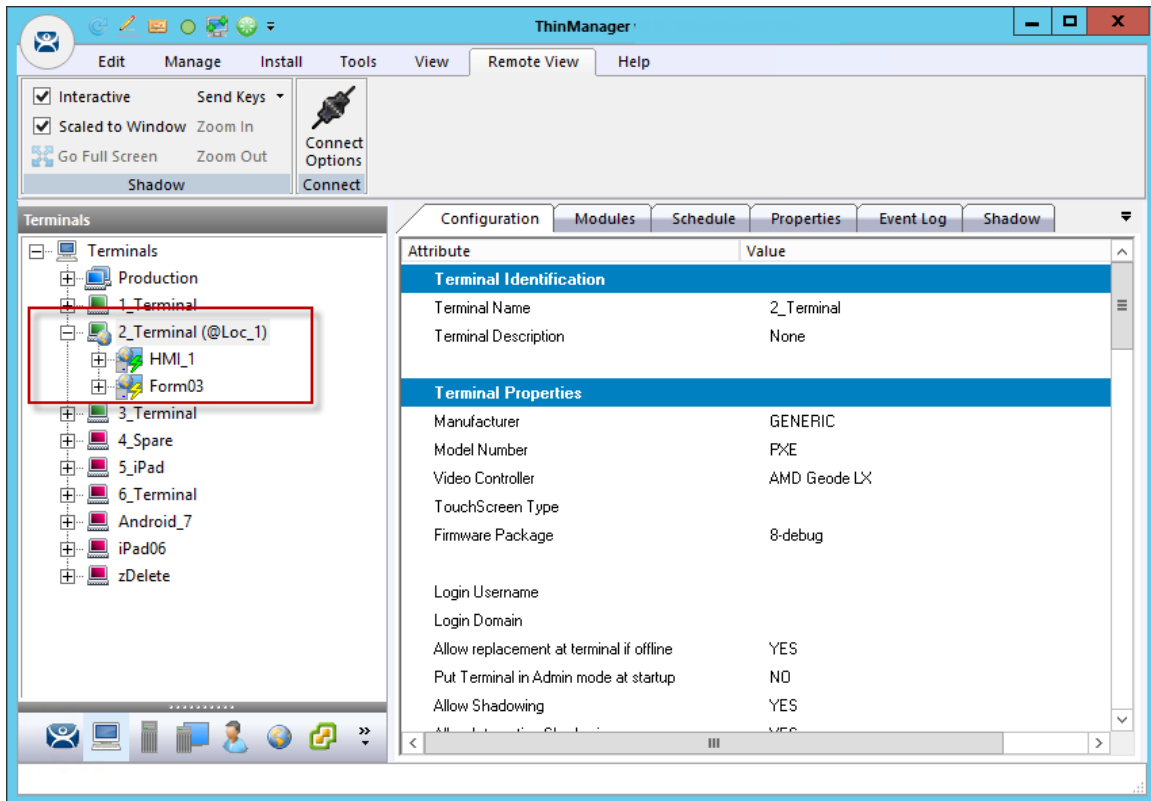 ThinManager
Edit Manage Install Tools View Remote View Help
Interactive Send Keys
Scaled to Window Zoom In
Go Full Screen Zoom Out
Connect Options
Shadow Connect
Terminals
Terminals
Production
1_Terminal
2_Terminal (@Loc_1)
HMI_1
Form03
3_Terminal
4_Spare
5_iPad
6_Terminal
Android_7
iPad06
zDelete
Configuration Modules Schedule Properties Event Log Shadow
Attribute Value
Terminal Identification
Terminal Name 2_Terminal
Terminal Description None
Terminal Properties
Manufacturer GENERIC
Model Number PXE
Video Controller AMD Geode LX
TouchScreen Type
Firmware Package 8-debug
Login Username
Login Domain
Allow replacement at terminal if offline YES
Put Terminal in Admin mode at startup NO
Allow Shadowing YES